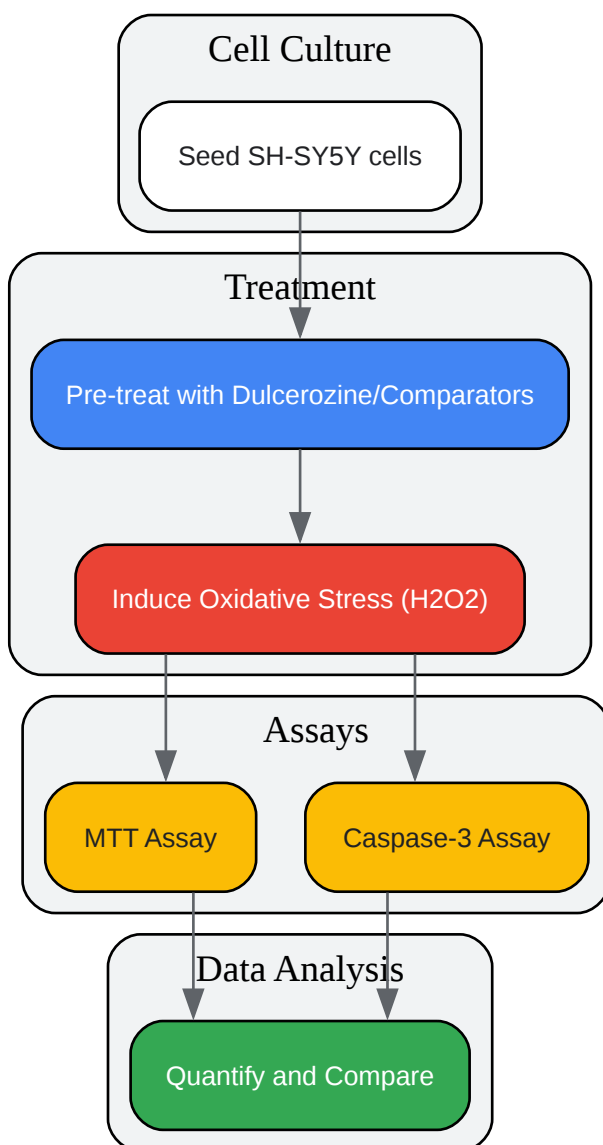 Cell Culture
Seed SH-SY5Y cells
Treatment
Pre-treat with Dulcerozine/Comparators
Induce Oxidative Stress (H2O2)
Assays
MTT Assay
Caspase-3 Assay
Data Analysis
Quantify and Compare